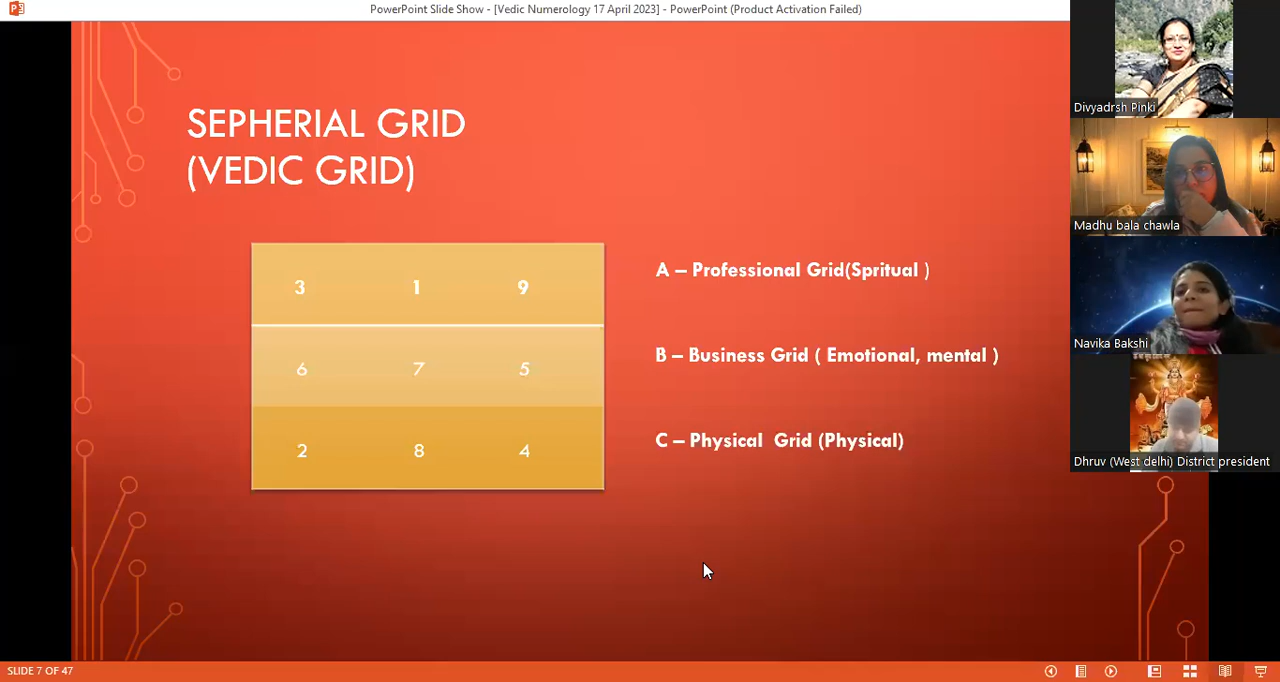 PowerPoint Slide Show - [Vedic Numerology 17 April 2023] - PowerPoint (Product Activation Failed)
SEPHERIAL GRID
(VEDIC GRID)
3 1 9
6 7 5
2 8 4
A – Professional Grid(Spritual )
B – Business Grid ( Emotional, mental )
C – Physical  Grid (Physical)
Divyadrsh Pinki
Madhu bala chawla
Navika Bakshi
Dhruv (West delhi) District president
SLIDE 7 OF 47